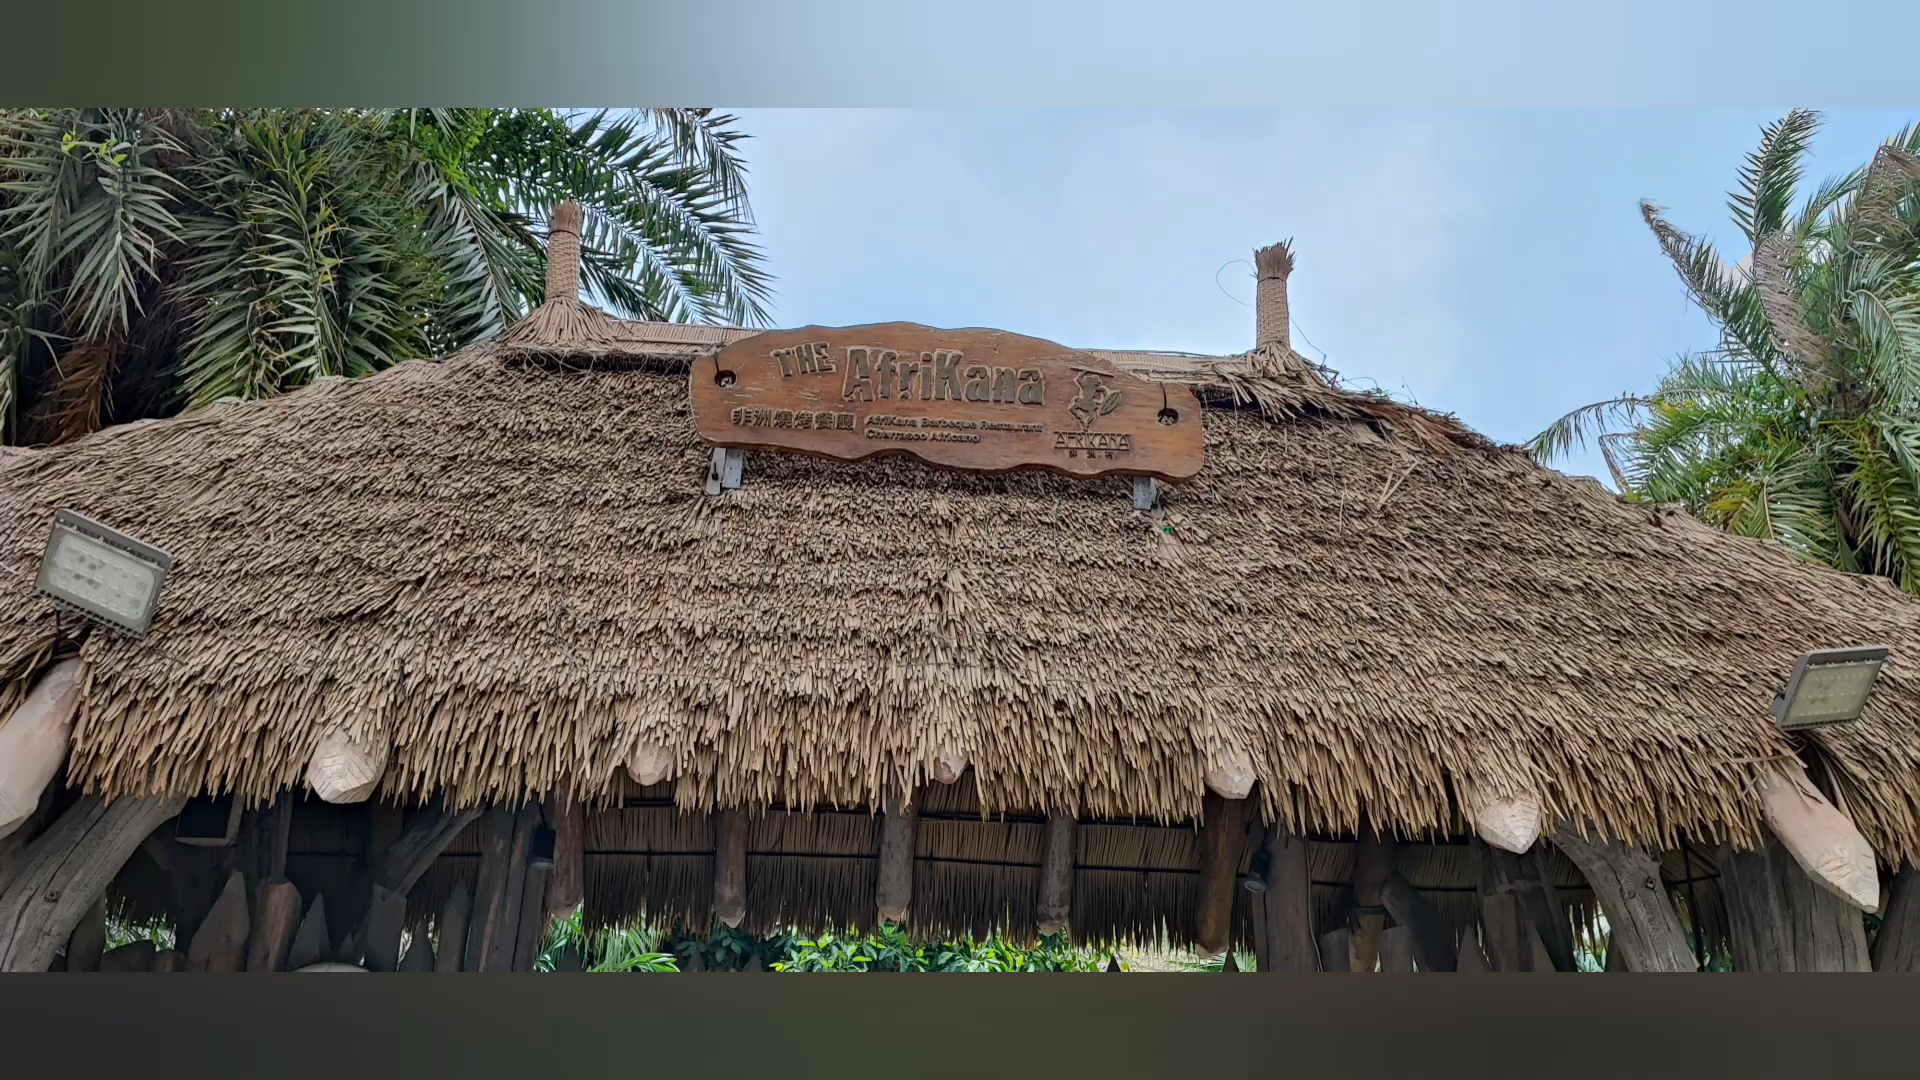 THE AfriKana
非洲燒烤餐廳
AfriKana Barbeque Restaurant
Churrasco Africano
AFRIKANA